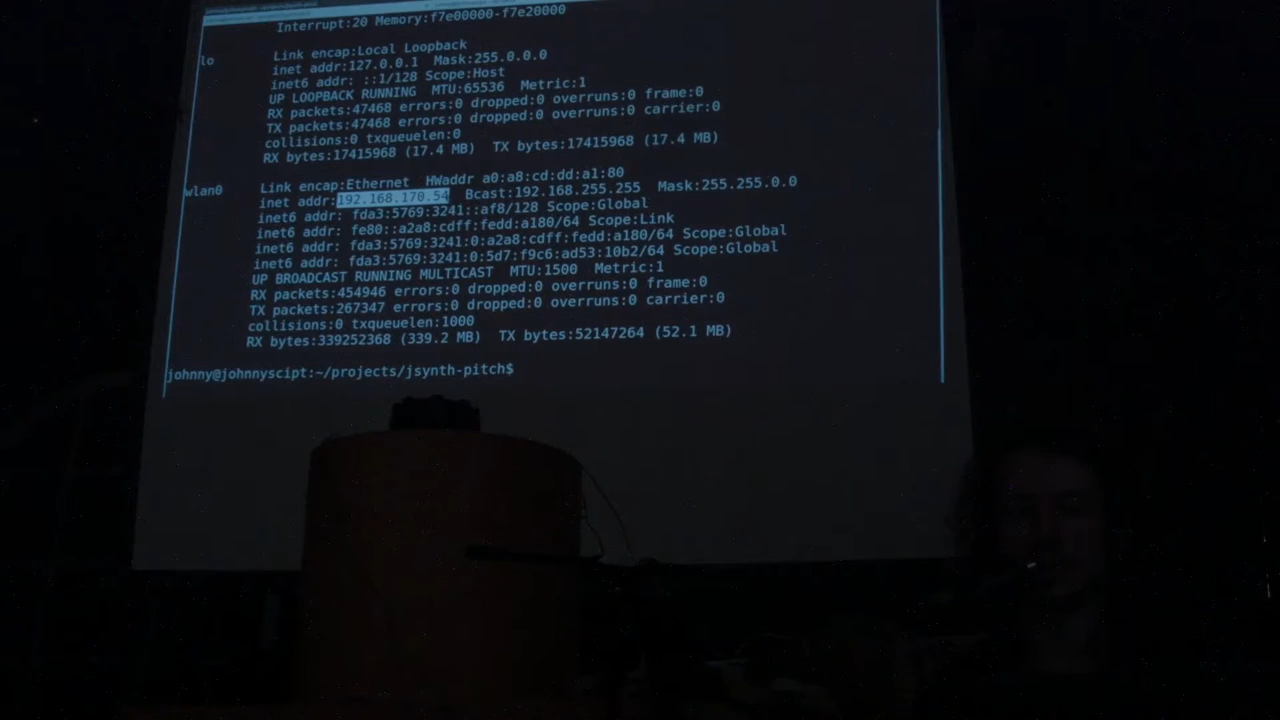 Interrupt:20 Memory:f7e00000-f7e20000
lo Link encap:Local Loopback
inet addr:127.0.0.1 Mask:255.0.0.0
inet6 addr: ::1/128 Scope:Host
UP LOOPBACK RUNNING MTU:65536 Metric:1
RX packets:47468 errors:0 dropped:0 overruns:0 frame:0
TX packets:47468 errors:0 dropped:0 overruns:0 carrier:0
collisions:0 txqueuelen:0
RX bytes:17415968 (17.4 MB) TX bytes:17415968 (17.4 MB)
wlan0 Link encap:Ethernet HWaddr a0:a8:cd:dd:a1:80
inet addr:192.168.170.54 Bcast:192.168.255.255 Mask:255.255.0.0
inet6 addr: fda3:5769:3241::af8/128 Scope:Global
inet6 addr: fe80::a2a8:cdff:fedd:a180/64 Scope:Link
inet6 addr: fda3:5769:3241:0:a2a8:cdff:fedd:a180/64 Scope:Global
inet6 addr: fda3:5769:3241:0:5d7:f9c6:ad53:10b2/64 Scope:Global
UP BROADCAST RUNNING MULTICAST MTU:1500 Metric:1
RX packets:454946 errors:0 dropped:0 overruns:0 frame:0
TX packets:267347 errors:0 dropped:0 overruns:0 carrier:0
collisions:0 txqueuelen:1000
RX bytes:339252368 (339.2 MB) TX bytes:52147264 (52.1 MB)
johnny@johnnyscipt:~/projects/jsynth-pitch$